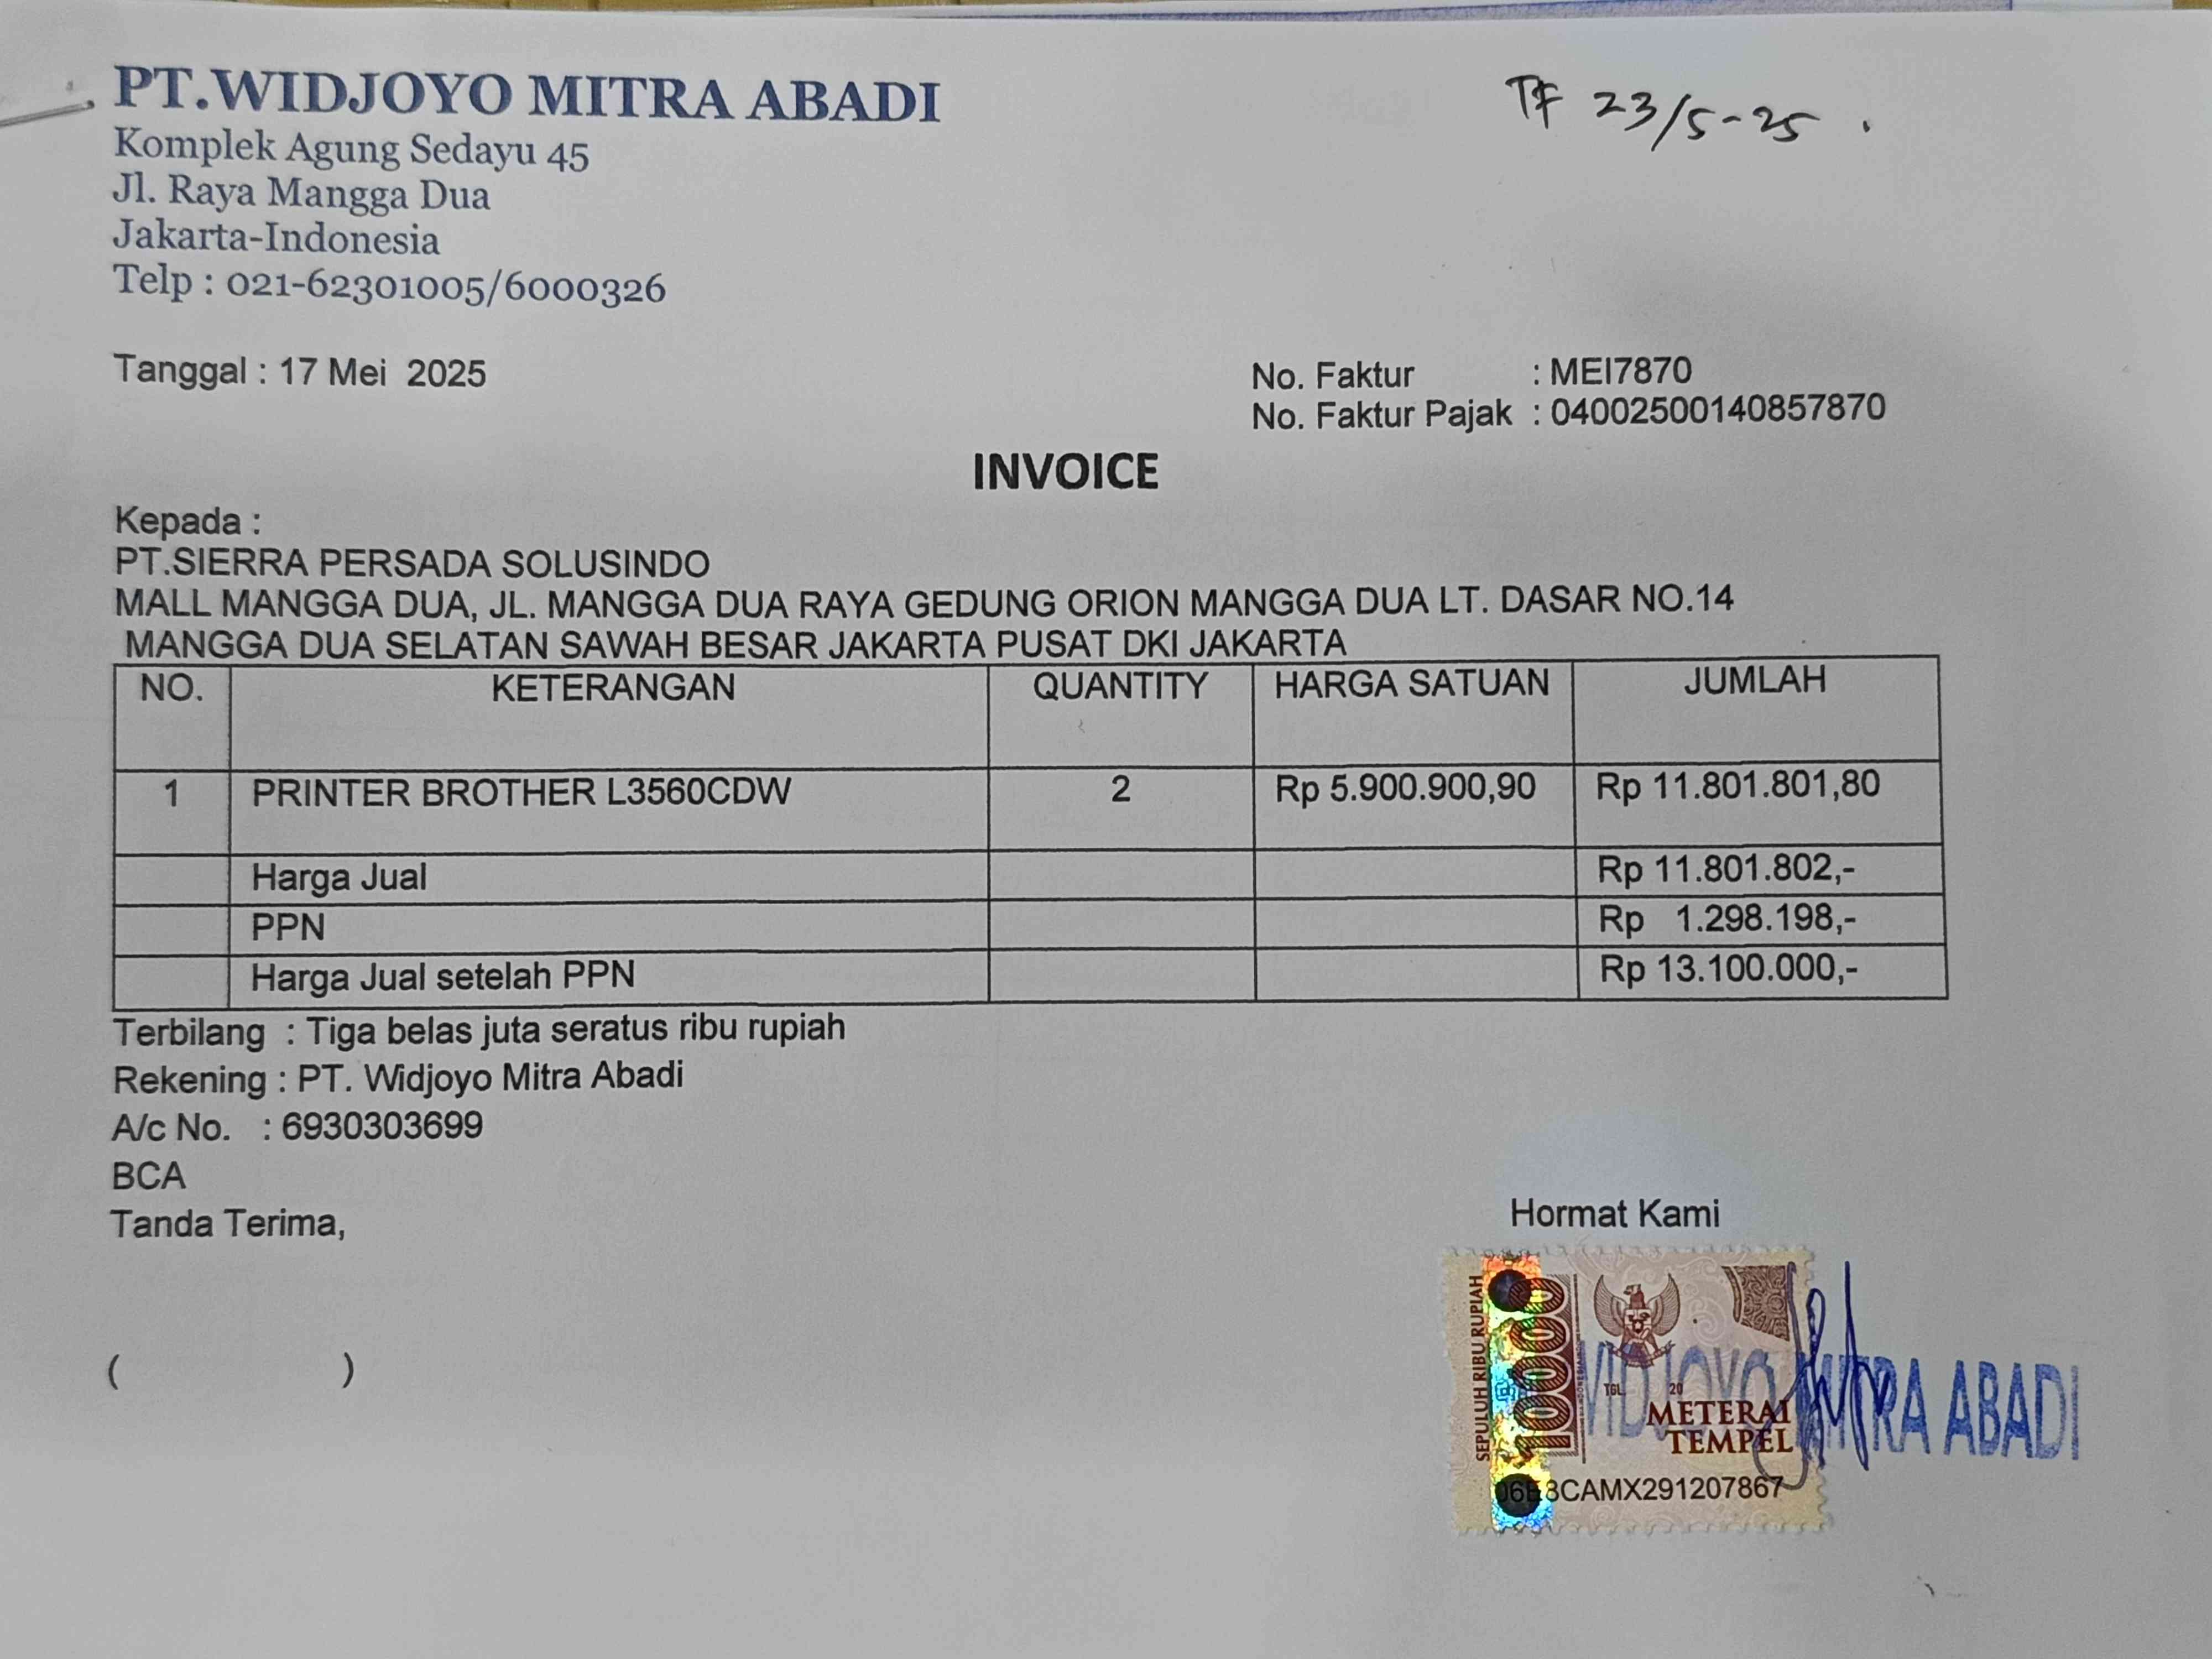 PT.WIDJOYO MITRA ABADI
Komplek Agung Sedayu 45
Jl. Raya Mangga Dua
Jakarta-Indonesia
Telp : 021-62301005/6000326
TF 23/5-25 .
Tanggal : 17 Mei 2025
No. Faktur : MEI7870
No. Faktur Pajak : 04002500140857870
INVOICE
Kepada :
PT.SIERRA PERSADA SOLUSINDO
MALL MANGGA DUA, JL. MANGGA DUA RAYA GEDUNG ORION MANGGA DUA LT. DASAR NO.14
MANGGA DUA SELATAN SAWAH BESAR JAKARTA PUSAT DKI JAKARTA
NO. KETERANGAN QUANTITY HARGA SATUAN JUMLAH
1 PRINTER BROTHER L3560CDW 2 Rp 5.900.900,90 Rp 11.801.801,80
Harga Jual Rp 11.801.802,-
PPN Rp 1.298.198,-
Harga Jual setelah PPN Rp 13.100.000,-
Terbilang : Tiga belas juta seratus ribu rupiah
Rekening : PT. Widjoyo Mitra Abadi
A/c No. : 6930303699
BCA
Tanda Terima,
( )
Hormat Kami
SEPULUH RIBU RUPIAH
10000
TGL. 20
METERAI
TEMPEL
WIDJOYO MITRA ABADI
06E8CAMX291207867